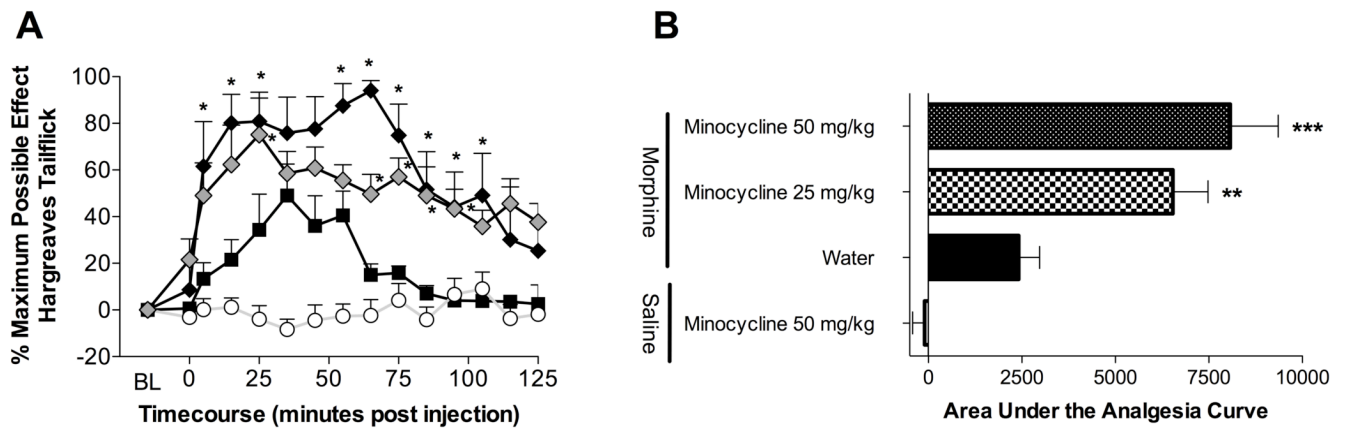 A
B
% Maximum Possible Effect
Hargreaves Tailflick
100
80
60
40
20
0
-20
* * * * * * * * *
* * * * *
BL 0 25 50 75 100 125
Timecourse (minutes post injection)
Morphine
Saline
Minocycline 50 mg/kg ***
Minocycline 25 mg/kg **
Water
Minocycline 50 mg/kg
0 2500 5000 7500 10000
Area Under the Analgesia Curve